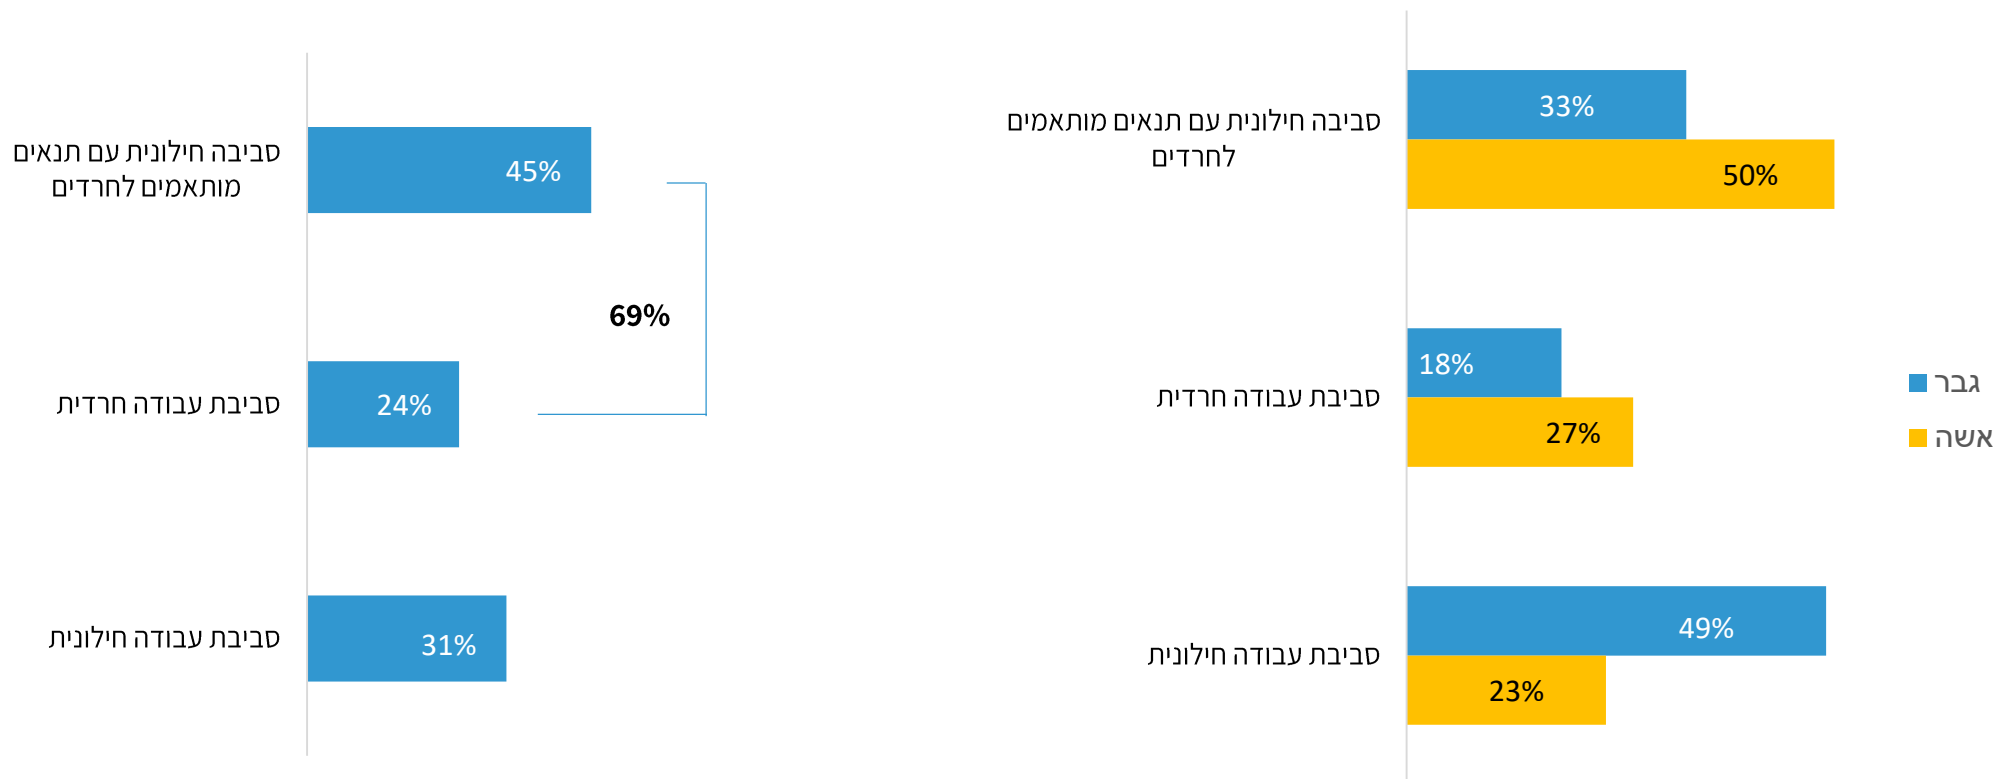 סביבה חילונית עם תנאים
מותאמים לחרדים
45%
69%
סביבת עבודה חרדית
24%
סביבת עבודה חילונית
31%
סביבה חילונית עם תנאים מותאמים
לחרדים
33%
50%
סביבת עבודה חרדית
18%
27%
סביבת עבודה חילונית
49%
23%
גבר
אשה